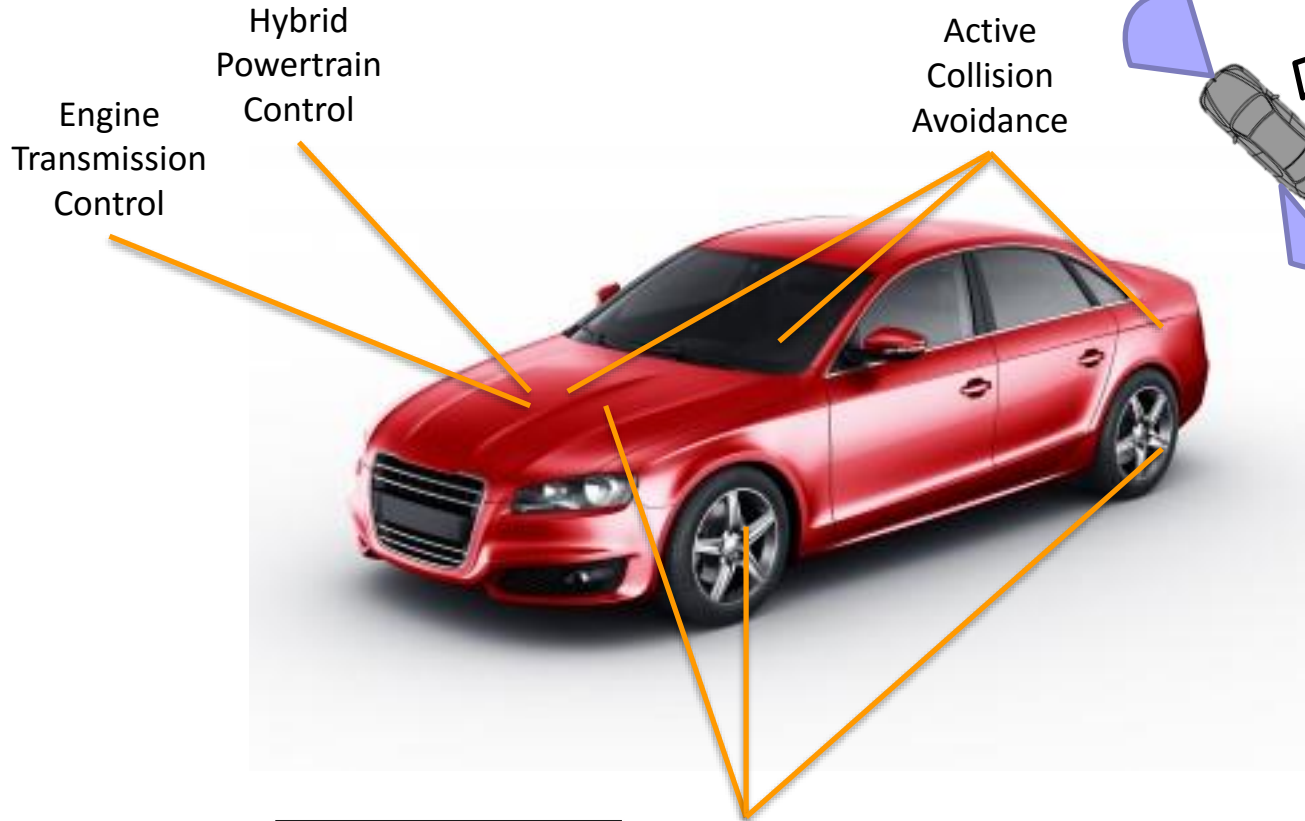 Hybrid
Powertrain
Control
Engine
Transmission
Control
Active
Collision
Avoidance